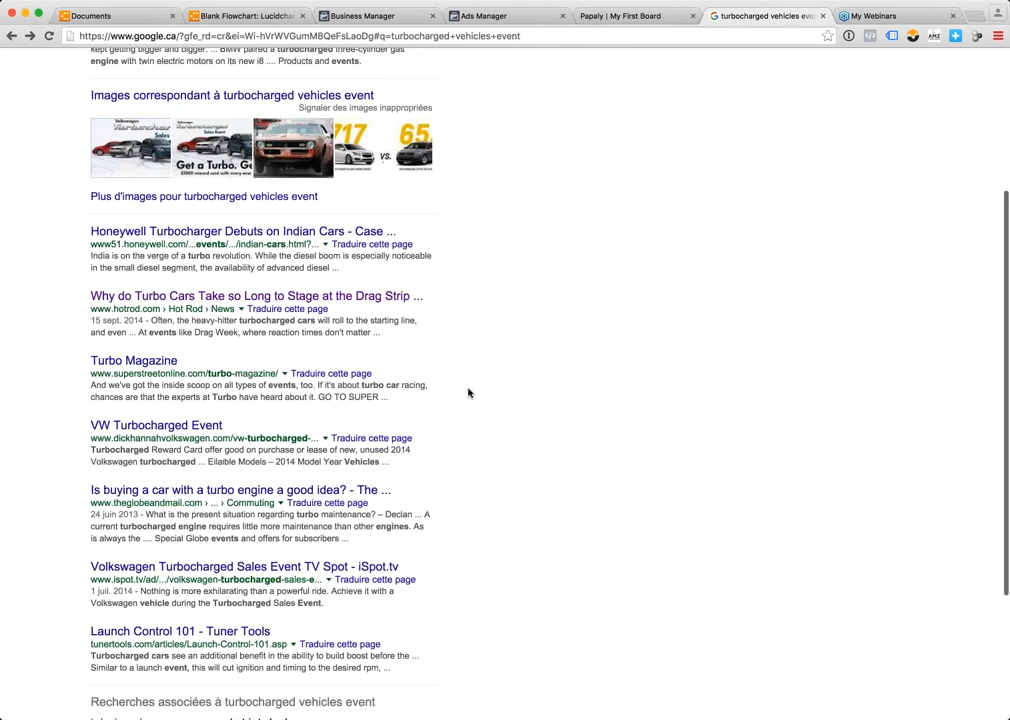 Documents
Blank Flowchart: Lucidchar
Business Manager
Ads Manager
Papaly | My First Board
turbocharged vehicles even
My Webinars
https://www.google.ca/?gfe_rd=cr&ei=Wi-hVrWVGumM8QeFsLaoDg#q=turbocharged+vehicles+event
AMZ
kept getting bigger and bigger. ... BMW paired a turbocharged three-cylinder gas
engine with twin electric motors on its new i8 .... Products and events.
Images correspondant à turbocharged vehicles event
Signaler des images inappropriées
Volkswagen
Turbocharged
Sales
Volkswagen
Turbocharged
Sales Event
Get a Turbo. Ge
717
VS.
65.
Plus d'images pour turbocharged vehicles event
Honeywell Turbocharger Debuts on Indian Cars - Case ...
www51.honeywell.com/...events/.../indian-cars.html?... Traduire cette page
India is on the verge of a turbo revolution. While the diesel boom is especially noticeable
in the small diesel segment, the availability of advanced diesel ...
Why do Turbo Cars Take so Long to Stage at the Drag Strip ...
www.hotrod.com › Hot Rod › News Traduire cette page
15 sept. 2014 - Often, the heavy-hitter turbocharged cars will roll to the starting line,
and even ... At events like Drag Week, where reaction times don't matter ...
Turbo Magazine
www.superstreetonline.com/turbo-magazine/ Traduire cette page
And we've got the inside scoop on all types of events, too. If it's about turbo car racing,
chances are that the experts at Turbo have heard about it. GO TO SUPER ...
VW Turbocharged Event
www.dickhannahvolkswagen.com/vw-turbocharged-... Traduire cette page
Turbocharged Reward Card offer good on purchase or lease of new, unused 2014
Volkswagen turbocharged ... Eilaible Models – 2014 Model Year Vehicles ...
Is buying a car with a turbo engine a good idea? - The ...
www.theglobeandmail.com › ... › Commuting Traduire cette page
24 juin 2013 - What is the present situation regarding turbo maintenance? – Declan ... A
current turbocharged engine requires little more maintenance than other engines. As
is always the .... Special Globe events and offers for subscribers ...
Volkswagen Turbocharged Sales Event TV Spot - iSpot.tv
www.ispot.tv/ad/.../volkswagen-turbocharged-sales-e... Traduire cette page
1 juil. 2014 - Nothing is more exhilarating than a powerful ride. Achieve it with a
Volkswagen vehicle during the Turbocharged Sales Event.
Launch Control 101 - Tuner Tools
tunertools.com/articles/Launch-Control-101.asp Traduire cette page
Turbocharged cars see an additional benefit in the ability to build boost before the ...
Similar to a launch event, this will cut ignition and timing to the desired rpm, ...
Recherches associées à turbocharged vehicles event